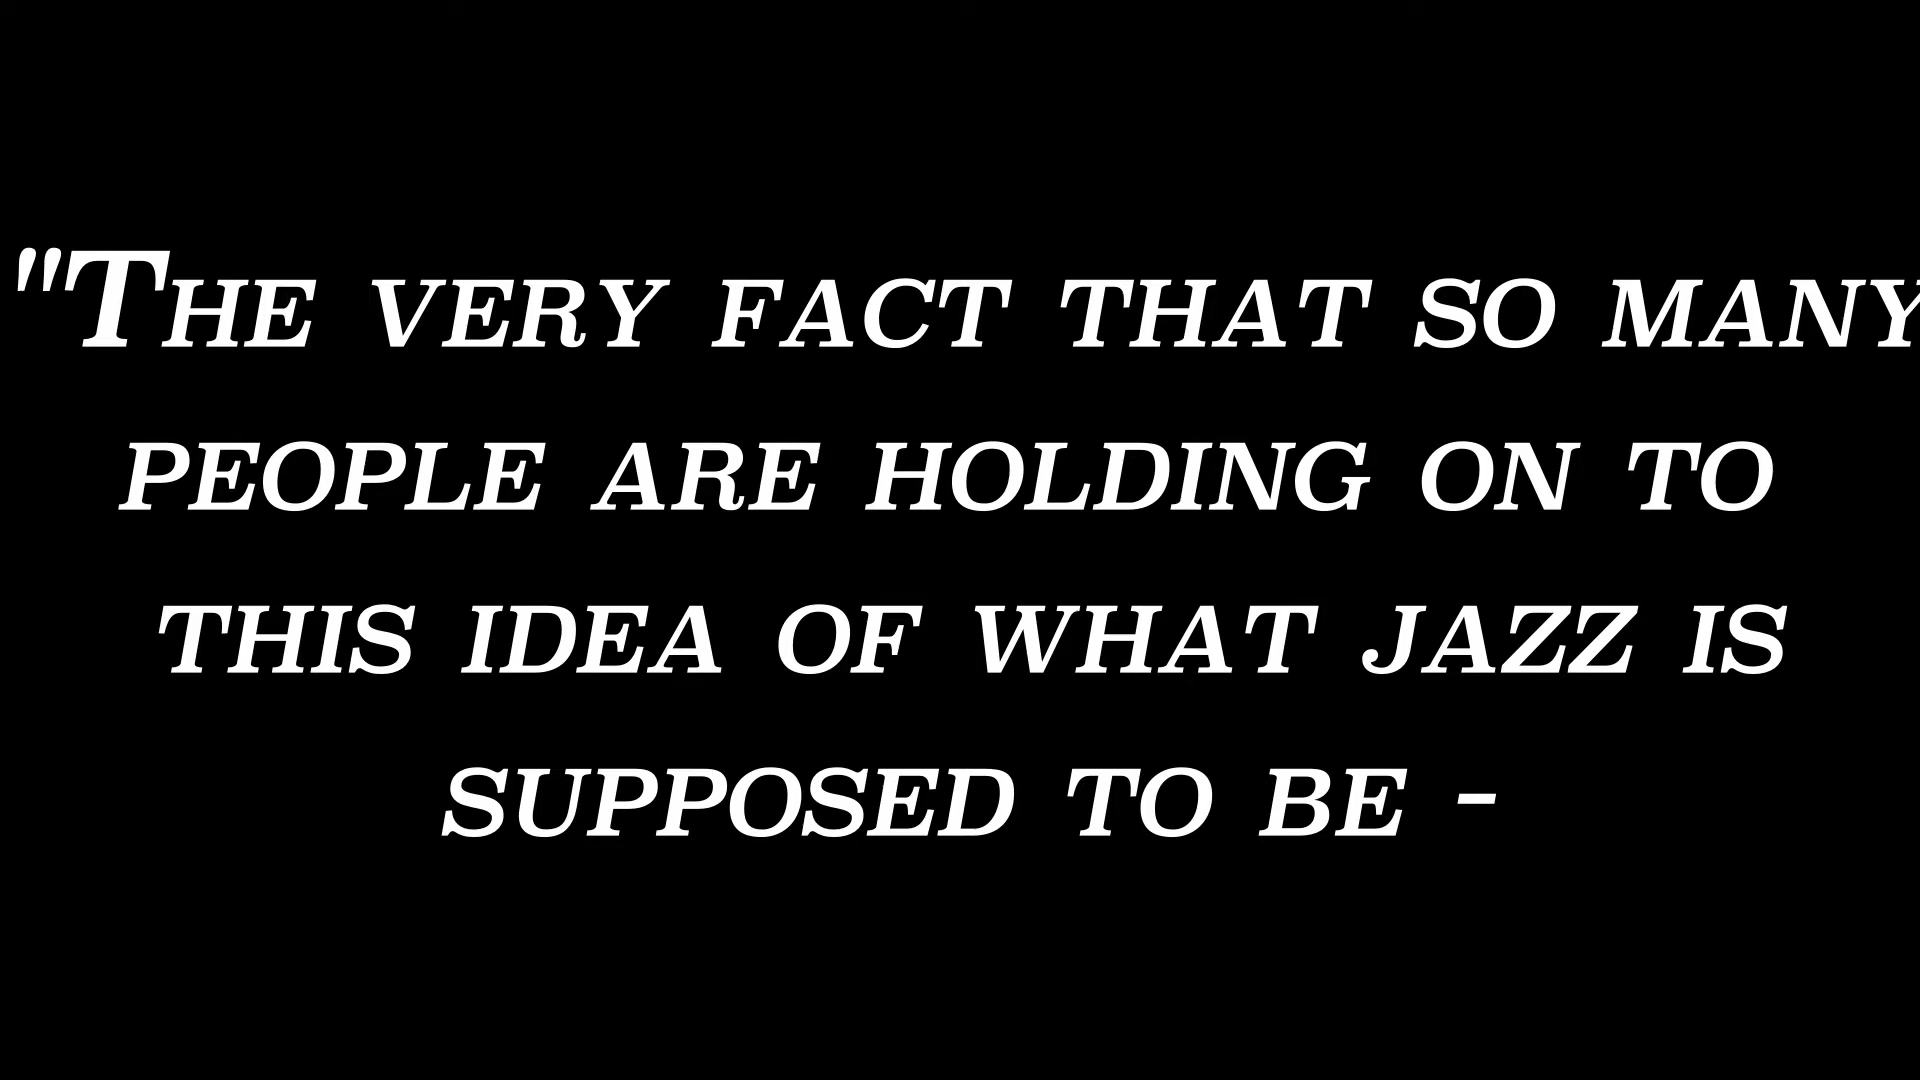 "The very fact that so many
people are holding on to
this idea of what jazz is
supposed to be -